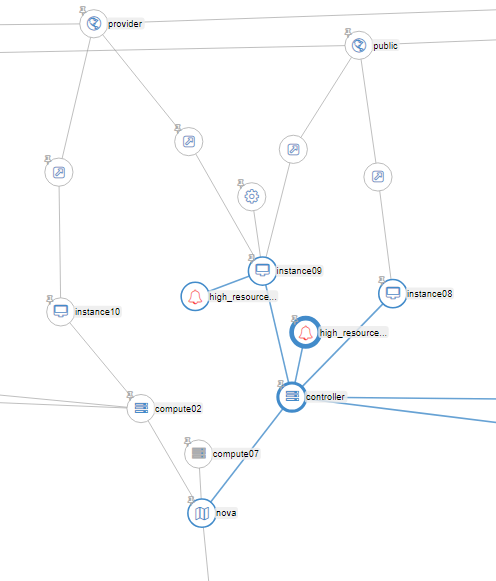 provider
public
instance09
high_resource...
instance08
instance10
high_resource...
controller
compute02
compute07
nova